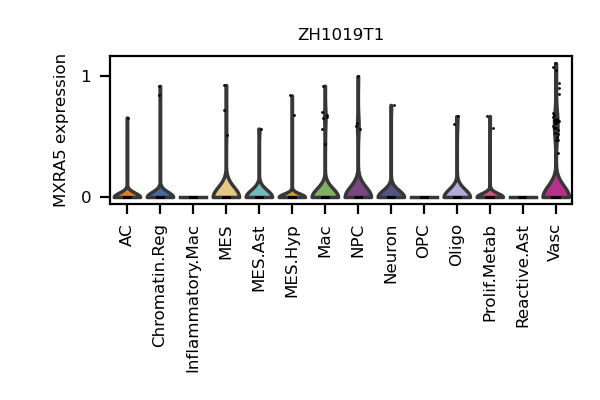 ZH1019T1
MXRA5 expression
1
0
AC
Chromatin.Reg
Inflammatory.Mac
MES
MES.Ast
MES.Hyp
Mac
NPC
Neuron
OPC
Oligo
Prolif.Metab
Reactive.Ast
Vasc